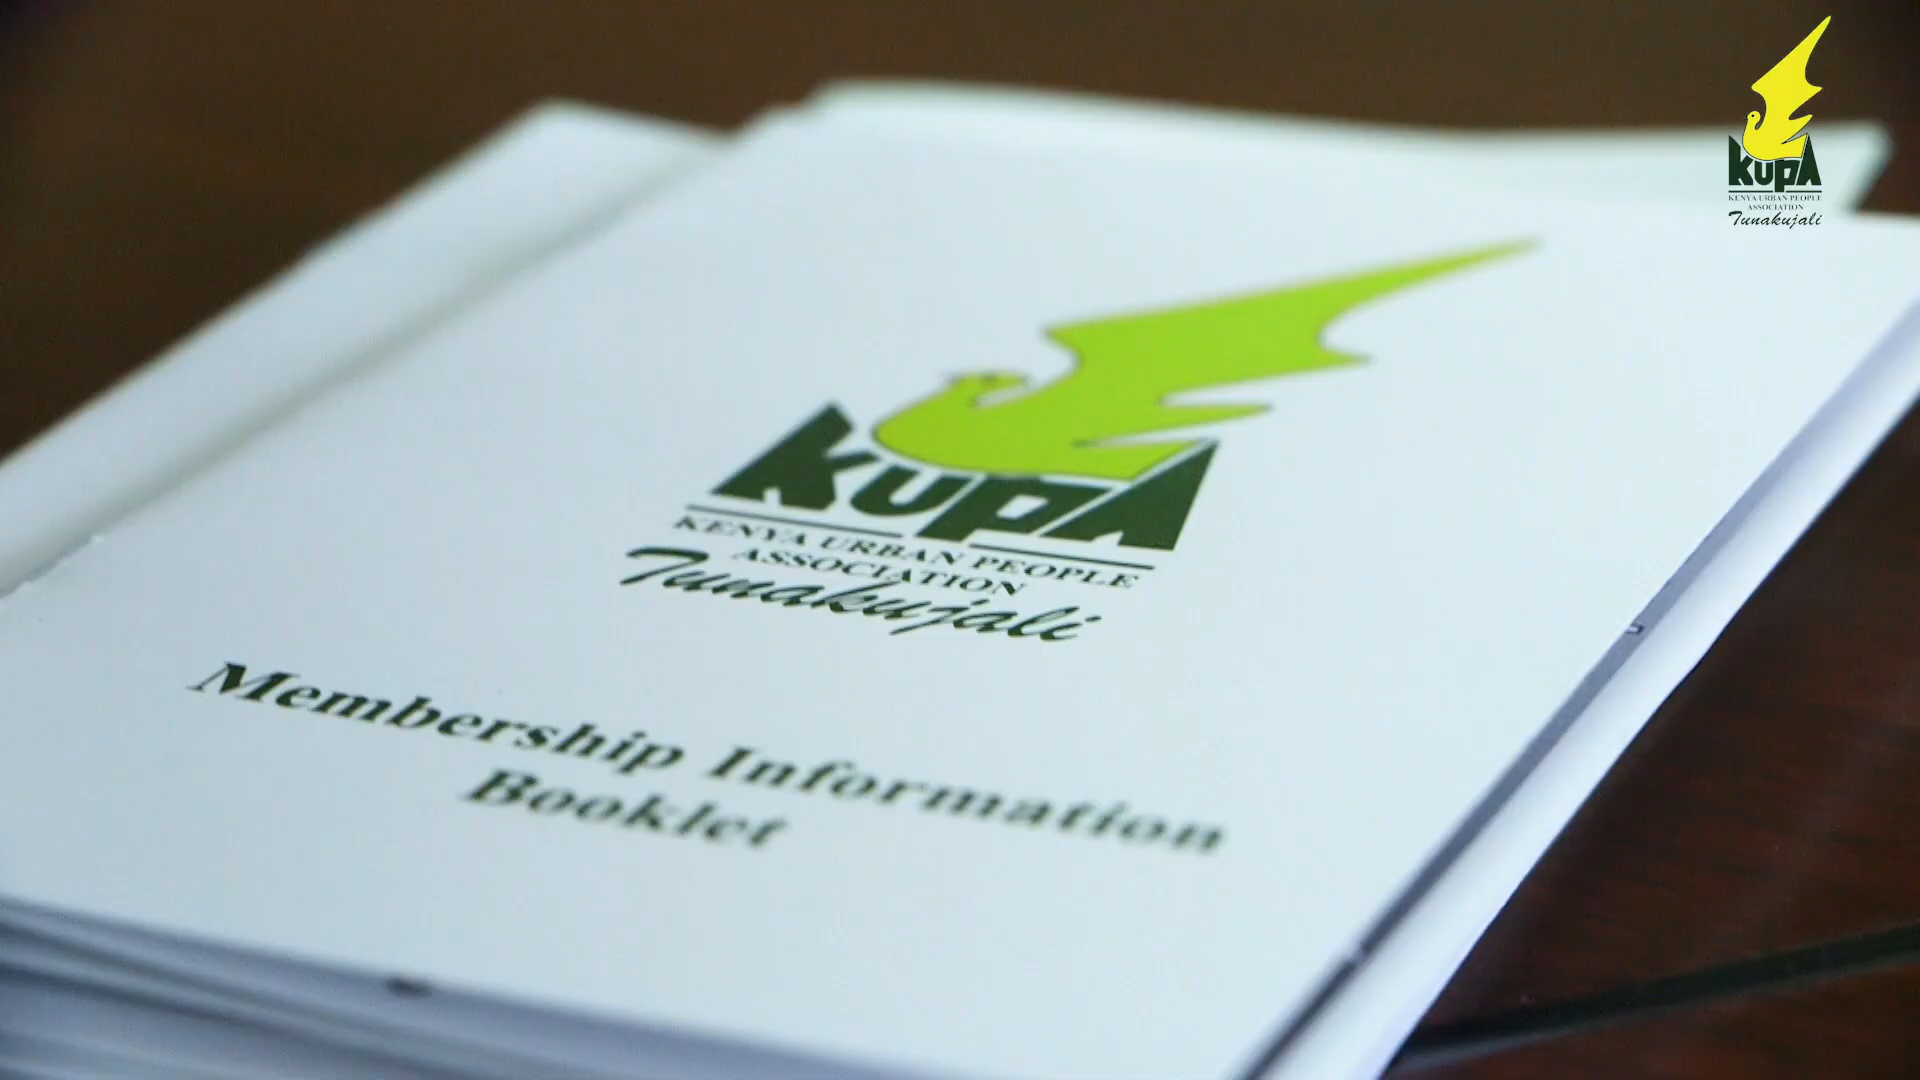 KUPA
KENYA URBAN PEOPLE
ASSOCIATION
Tunakujali
KUPA
KENYA URBAN PEOPLE
ASSOCIATION
Tunakujali
Membership Information
Booklet